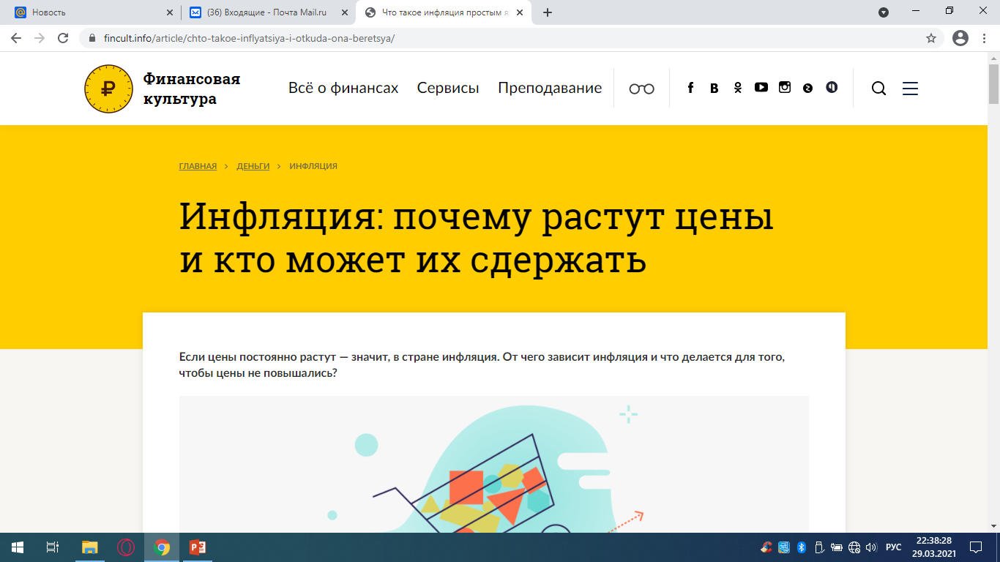 Новость
(36) Входящие - Почта Mail.ru
Что такое инфляция простым я
fincult.info/article/chto-takoe-inflyatsiya-i-otkuda-ona-beretsya/
Финансовая
культура
Всё о финансах
Сервисы
Преподавание
ГЛАВНАЯ > ДЕНЬГИ > ИНФЛЯЦИЯ
Инфляция: почему растут цены
и кто может их сдержать
Если цены постоянно растут — значит, в стране инфляция. От чего зависит инфляция и что делается для того,
чтобы цены не повышались?
РУС
22:38:28
29.03.2021